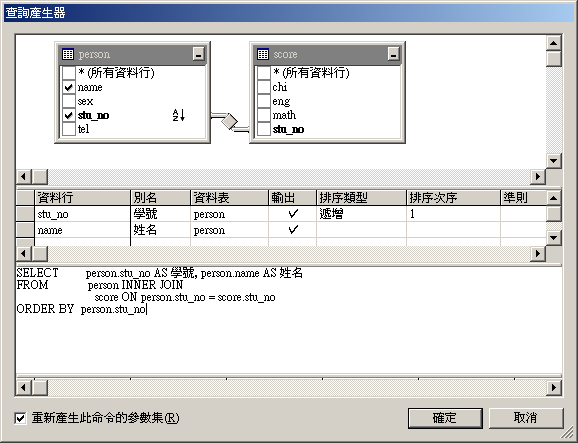 查詢產生器
person
* (所有資料行)
name
sex
stu_no
tel
score
* (所有資料行)
chi
eng
math
stu_no
資料行 別名 資料表 輸出 排序類型 排序次序 準則
stu_no 學號 person 遞增 1
name 姓名 person
SELECT person.stu_no AS 學號, person.name AS 姓名
FROM person INNER JOIN
score ON person.stu_no = score.stu_no
ORDER BY person.stu_no
重新產生此命令的參數集(R)
確定 取消